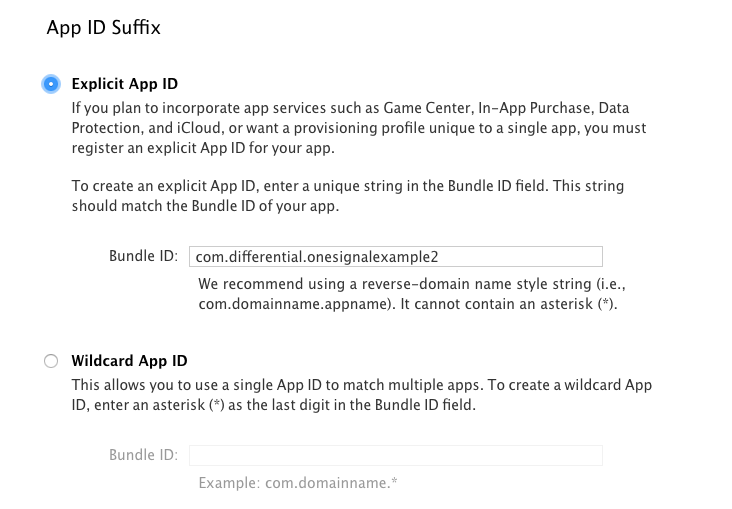 App ID Suffix
Explicit App ID
If you plan to incorporate app services such as Game Center, In-App Purchase, Data
Protection, and iCloud, or want a provisioning profile unique to a single app, you must
register an explicit App ID for your app.
To create an explicit App ID, enter a unique string in the Bundle ID field. This string
should match the Bundle ID of your app.
Bundle ID: com.differential.onesignalexample2
We recommend using a reverse-domain name style string (i.e.,
com.domainname.appname). It cannot contain an asterisk (*).
Wildcard App ID
This allows you to use a single App ID to match multiple apps. To create a wildcard App
ID, enter an asterisk (*) as the last digit in the Bundle ID field.
Bundle ID:
Example: com.domainname.*